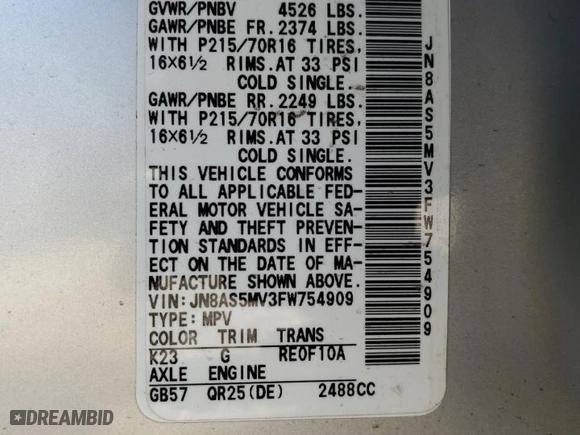 GVWR/PNBV 4526 LBS.
GAWR/PNBE FR. 2374 LBS.
WITH P215/70R16 TIRES,
16X6½ RIMS. AT 33 PSI
COLD SINGLE.
GAWR/PNBE RR. 2249 LBS.
WITH P215/70R16 TIRES,
16X6½ RIMS. AT 33 PSI
COLD SINGLE.
THIS VEHICLE CONFORMS
TO ALL APPLICABLE FED-
ERAL MOTOR VEHICLE SA-
FETY AND THEFT PREVEN-
TION STANDARDS IN EFF-
ECT ON THE DATE OF MA-
NUFACTURE SHOWN ABOVE.
VIN: JN8AS5MV3FW754909
TYPE: MPV
COLOR TRIM TRANS
K23 G RE0F10A
AXLE ENGINE
GB57 QR25(DE) 2488CC
JN8AS5MV3FW754909
DREAMBID